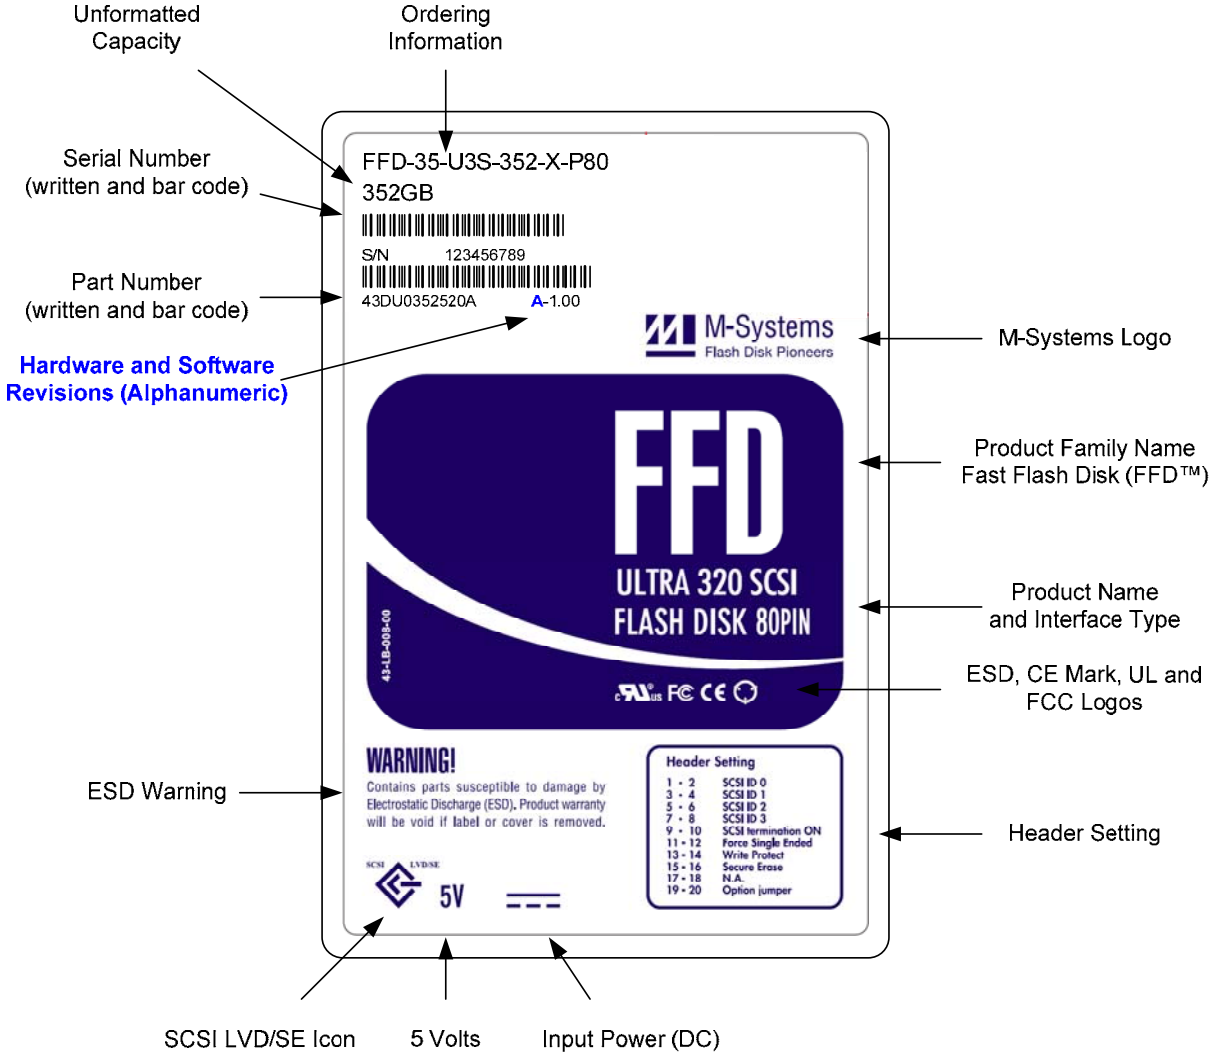 Unformatted
Capacity
Ordering
Information
Serial Number
(written and bar code)
Part Number
(written and bar code)
Hardware and Software
Revisions (Alphanumeric)
FFD-35-U3S-352-X-P80
352GB
S/N 123456789
43DU0352520A A-1.00
M-Systems
Flash Disk Pioneers
M-Systems Logo
FFD
Product Family Name
Fast Flash Disk (FFD™)
ULTRA 320 SCSI
FLASH DISK 80PIN
Product Name
and Interface Type
43-LB-008-00
c RU ® us FC CE
ESD, CE Mark, UL and
FCC Logos
ESD Warning
WARNING!
Contains parts susceptible to damage by
Electrostatic Discharge (ESD). Product warranty
will be void if label or cover is removed.
Header Setting
1 - 2 SCSI ID 0
3 - 4 SCSI ID 1
5 - 6 SCSI ID 2
7 - 8 SCSI ID 3
9 - 10 SCSI termination ON
11 - 12 Force Single Ended
13 - 14 Write Protect
15 - 16 Secure Erase
17 - 18 N.A.
19 - 20 Option jumper
Header Setting
SCSI LVD/SE
5V
SCSI LVD/SE Icon
5 Volts
Input Power (DC)